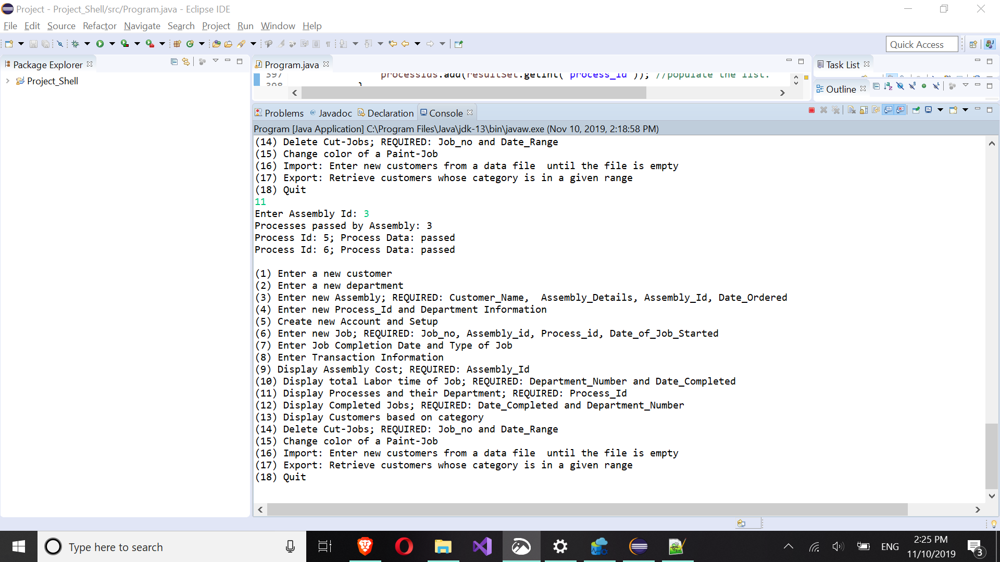 Project - Project_Shell/src/Program.java - Eclipse IDE
File Edit Source Refactor Navigate Search Project Run Window Help
Quick Access
Package Explorer
Project_Shell
Program.java
397 processIds.add(resultSet.getInt("process_id")); //populate the list.
398 }
Task List
Outline
Problems @ Javadoc Declaration Console
Program [Java Application] C:\Program Files\Java\jdk-13\bin\javaw.exe (Nov 10, 2019, 2:18:58 PM)
(14) Delete Cut-Jobs; REQUIRED: Job_no and Date_Range
(15) Change color of a Paint-Job
(16) Import: Enter new customers from a data file  until the file is empty
(17) Export: Retrieve customers whose category is in a given range
(18) Quit
11
Enter Assembly Id: 3
Processes passed by Assembly: 3
Process Id: 5; Process Data: passed
Process Id: 6; Process Data: passed
(1) Enter a new customer
(2) Enter a new department
(3) Enter new Assembly; REQUIRED: Customer_Name,  Assembly_Details, Assembly_Id, Date_Ordered
(4) Enter new Process_Id and Department Information
(5) Create new Account and Setup
(6) Enter new Job; REQUIRED: Job_no, Assembly_id, Process_id, Date_of_Job_Started
(7) Enter Job Completion Date and Type of Job
(8) Enter Transaction Information
(9) Display Assembly Cost; REQUIRED: Assembly_Id
(10) Display total Labor time of Job; REQUIRED: Department_Number and Date_Completed
(11) Display Processes and their Department; REQUIRED: Process_Id
(12) Display Completed Jobs; REQUIRED: Date_Completed and Department_Number
(13) Display Customers based on category
(14) Delete Cut-Jobs; REQUIRED: Job_no and Date_Range
(15) Change color of a Paint-Job
(16) Import: Enter new customers from a data file  until the file is empty
(17) Export: Retrieve customers whose category is in a given range
(18) Quit
Type here to search
ENG
2:25 PM
11/10/2019
3